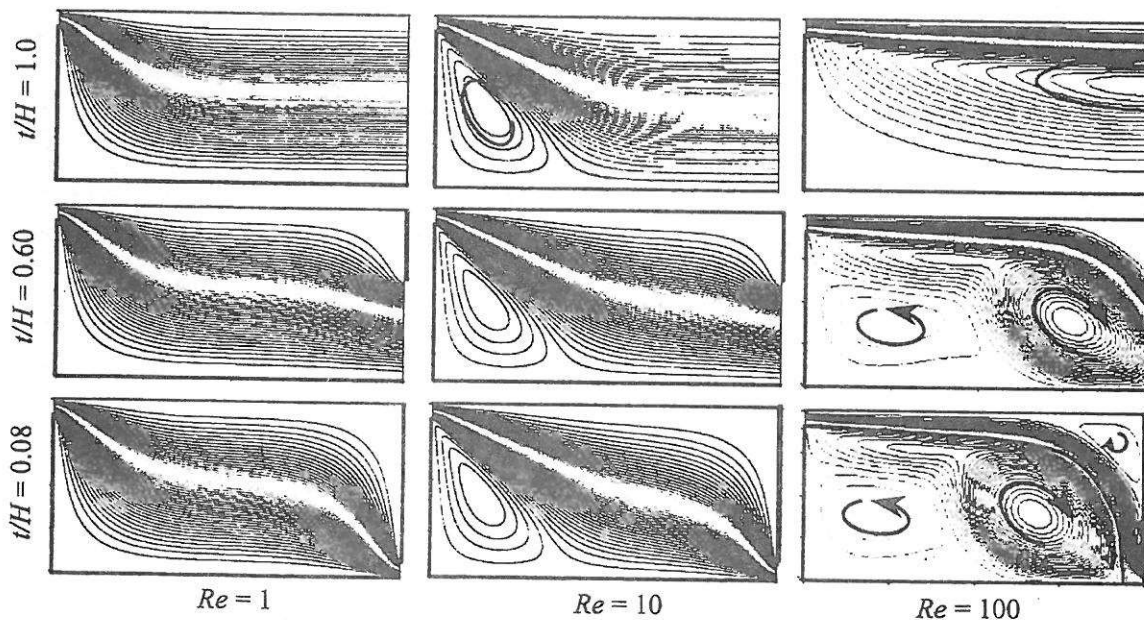 t/H = 1.0
t/H = 0.60
t/H = 0.08
Re = 1
Re = 10
Re = 100